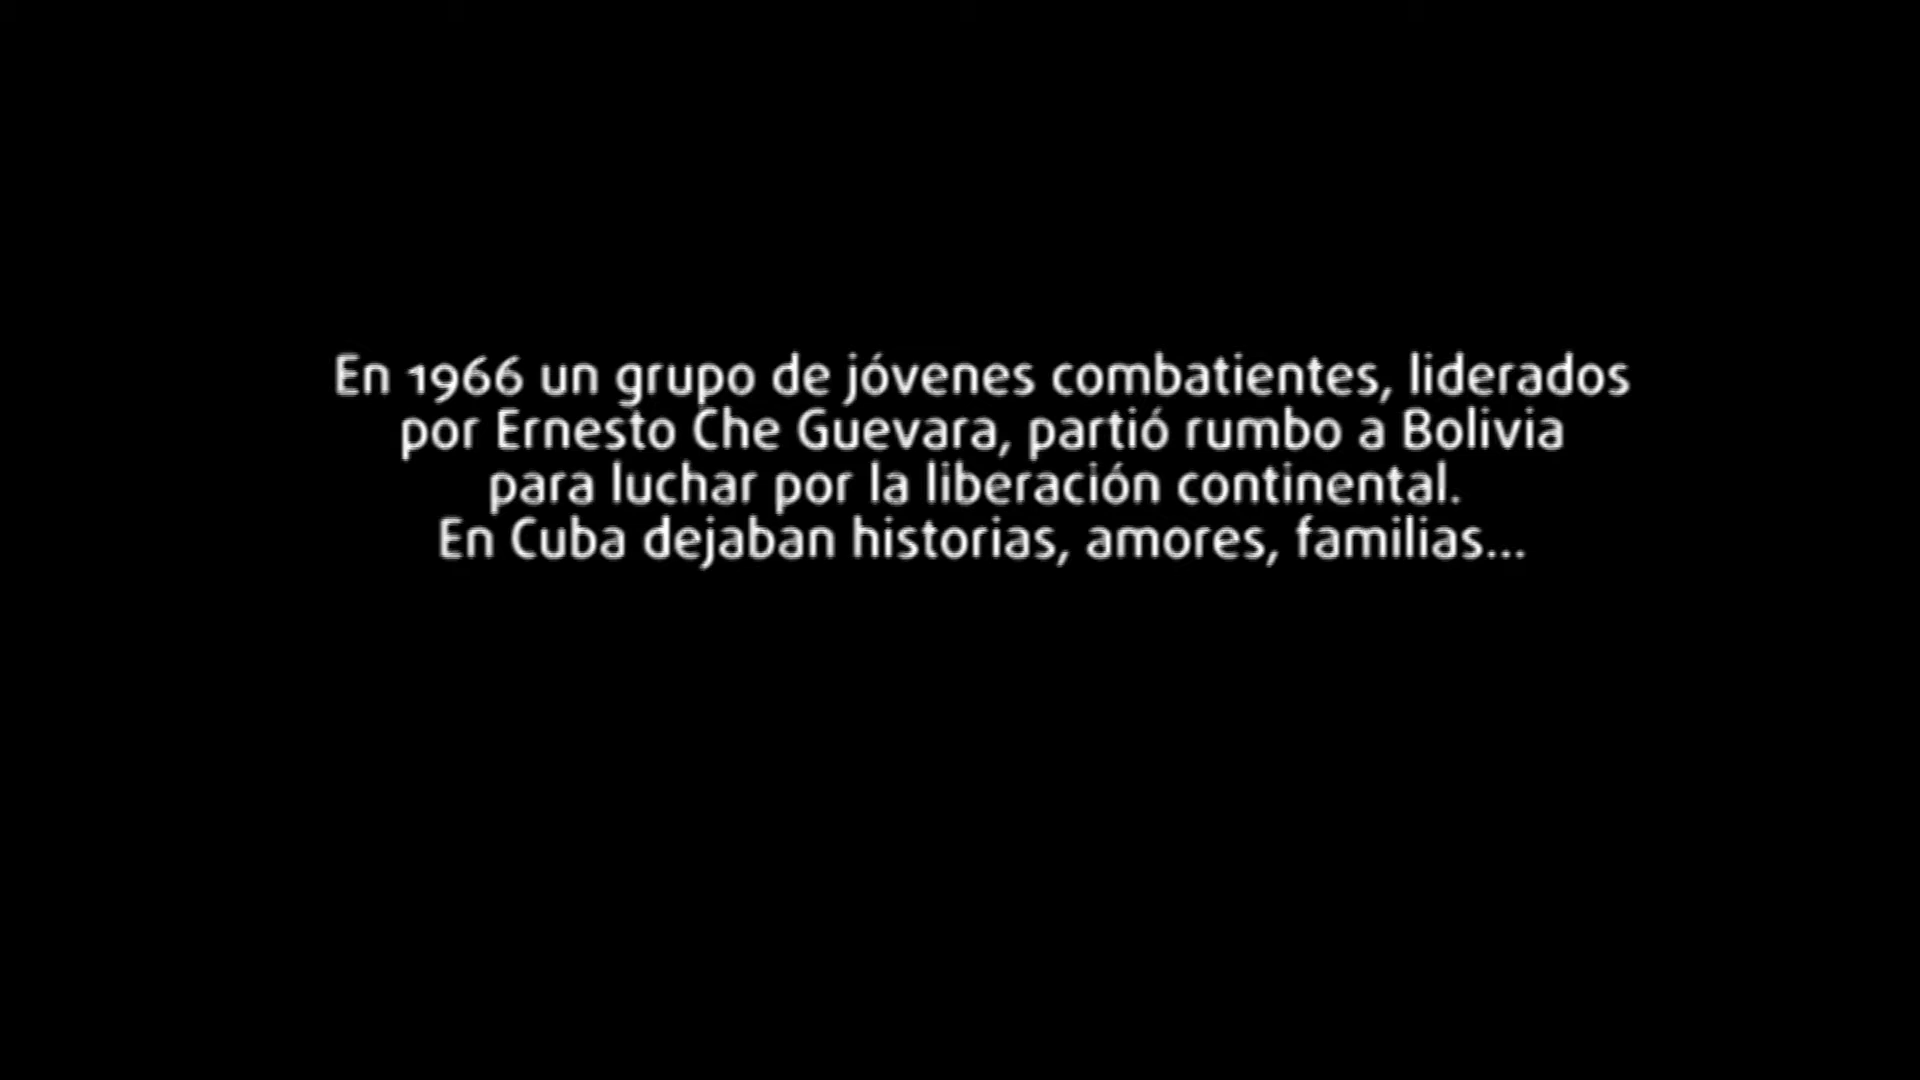 En 1966 un grupo de jóvenes combatientes, liderados
por Ernesto Che Guevara, partió rumbo a Bolivia
para luchar por la liberación continental.
En Cuba dejaban historias, amores, familias...